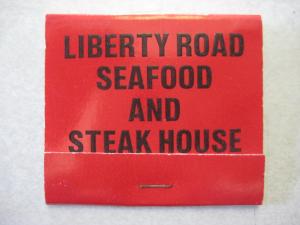 LIBERTY ROAD
SEAFOOD
AND
STEAK HOUSE